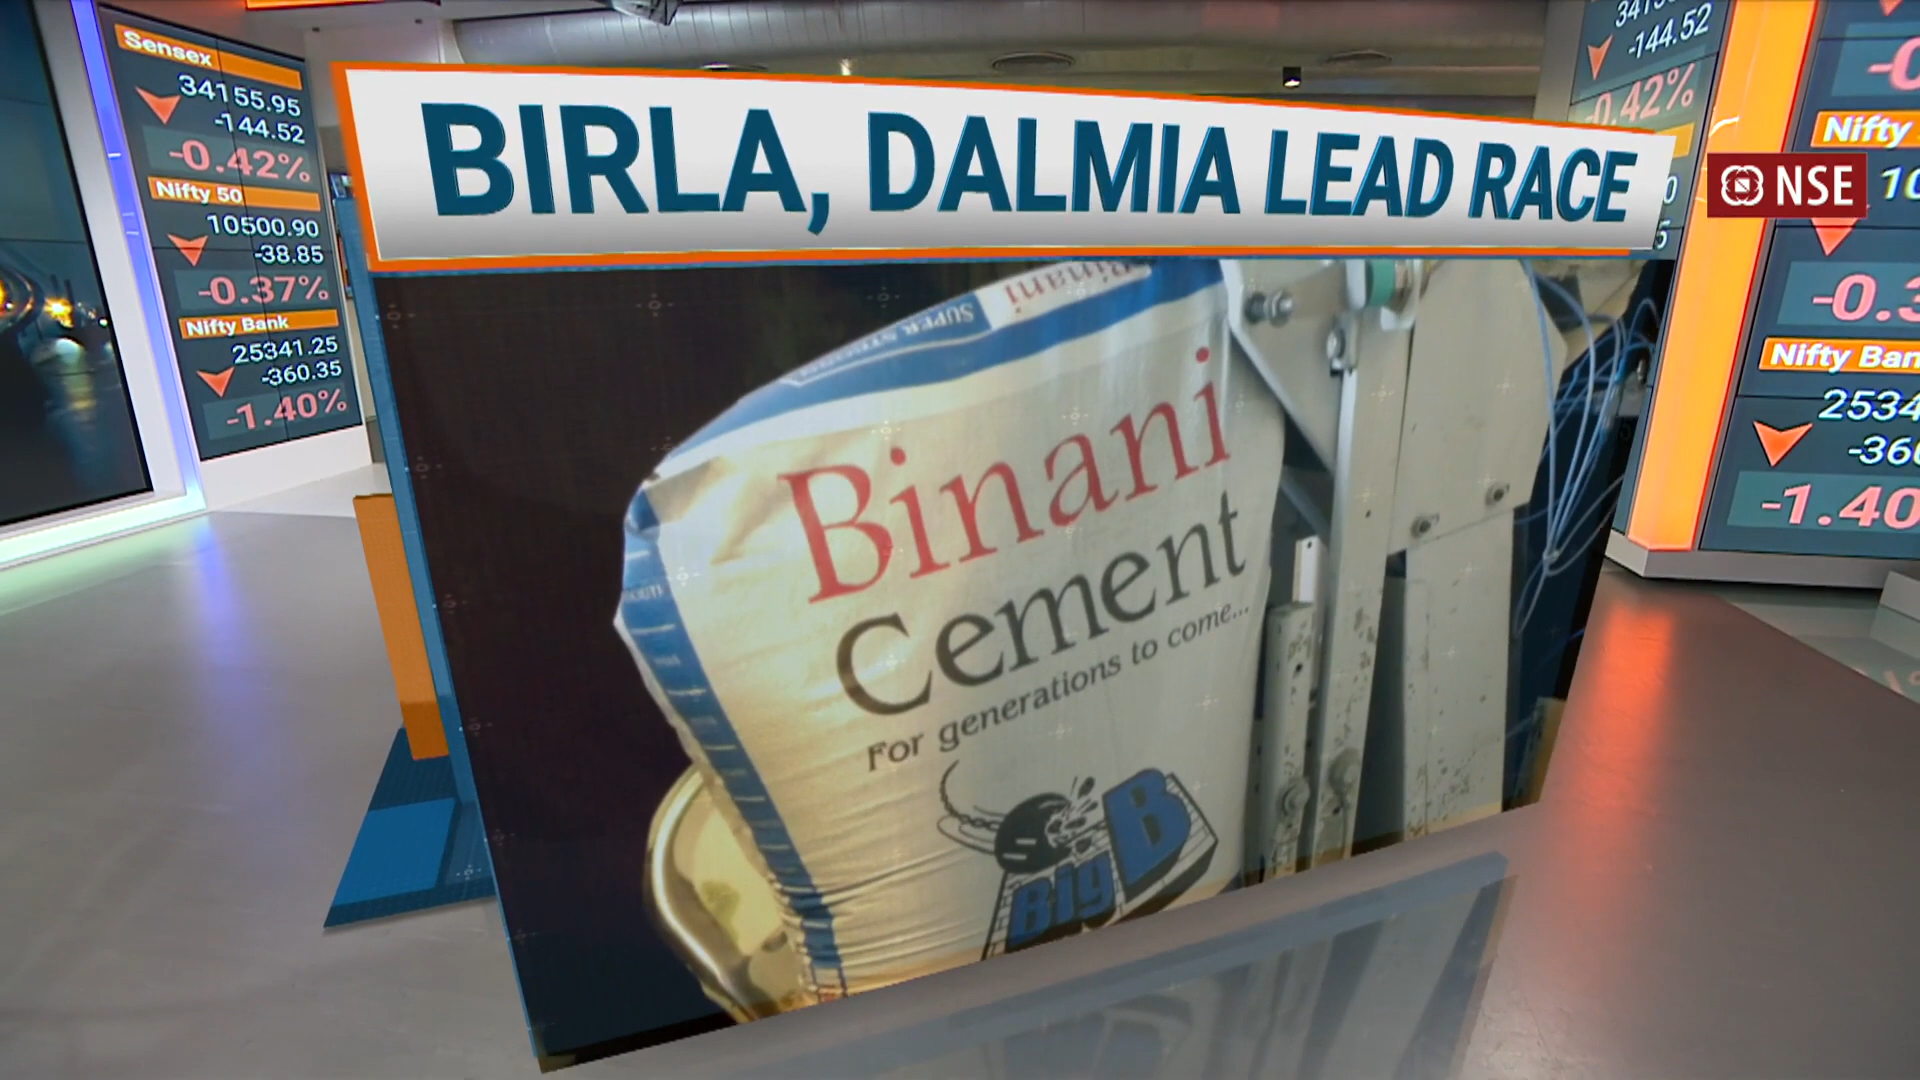 Sensex
34155.95
-144.52
-0.42%
Nifty 50
10500.90
-38.85
-0.37%
Nifty Bank
25341.25
-360.35
-1.40%
BIRLA, DALMIA LEAD RACE
SUPER
Binani
Binani
Cement
For generations to come...
Big B
-144.52
-0.42%
NSE
Nifty
-0.3
Nifty Ban
2534
-36
-1.40